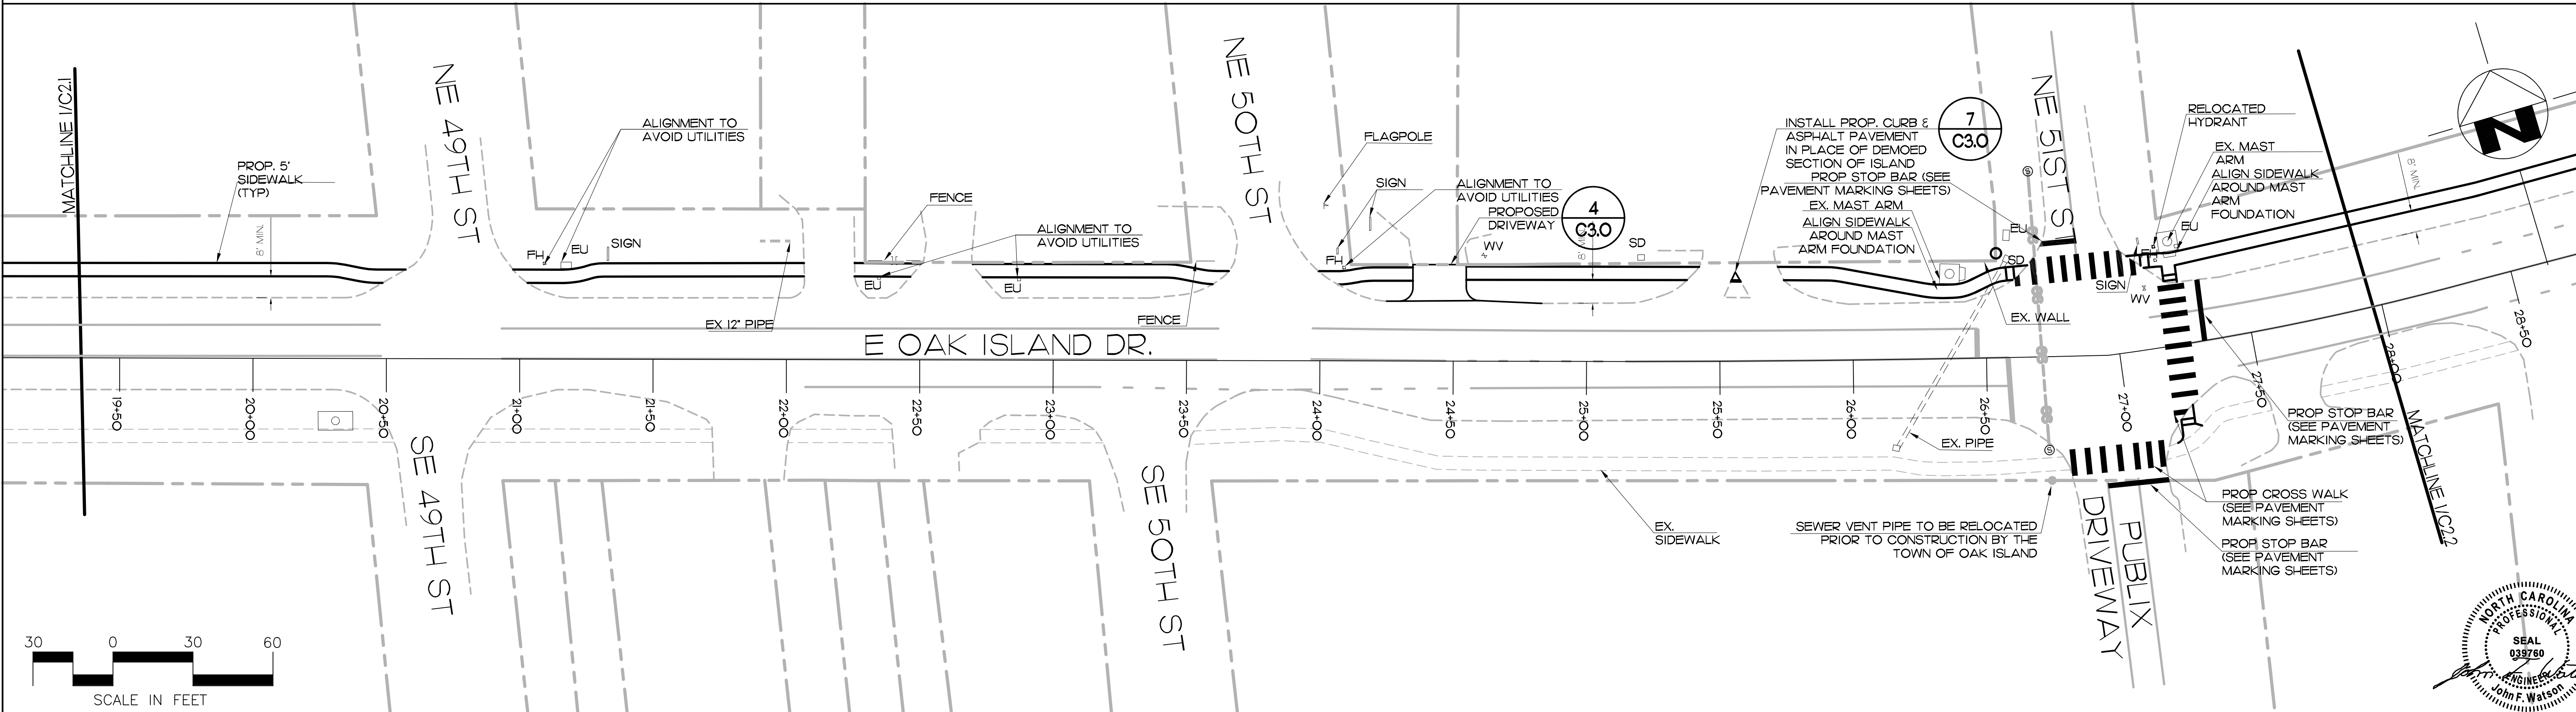 MATCHLINE 1/C2.1
PROP. 5'
SIDEWALK
(TYP)
8' MIN.
NE 49TH ST
ALIGNMENT TO
AVOID UTILITIES
FH
EU
SIGN
EX 12" PIPE
FENCE
EU
ALIGNMENT TO
AVOID UTILITIES
EU
FENCE
NE 50TH ST
FLAGPOLE
SIGN
FH
ALIGNMENT TO
AVOID UTILITIES
PROPOSED
DRIVEWAY
4
C3.0
WV
8' MIN.
SD
INSTALL PROP. CURB &
ASPHALT PAVEMENT
IN PLACE OF DEMOED
SECTION OF ISLAND
7
C3.0
PROP STOP BAR (SEE
PAVEMENT MARKING SHEETS)
EX. MAST ARM
ALIGN SIDEWALK
AROUND MAST
ARM FOUNDATION
S
NE 51ST ST
EU
SD
EX. WALL
RELOCATED
HYDRANT
EX. MAST
ARM
ALIGN SIDEWALK
AROUND MAST
ARM
FOUNDATION
EU
SIGN
WV
8' MIN.
N
E OAK ISLAND DR.
19+50
20+00
20+50
21+00
21+50
22+00
22+50
23+00
23+50
24+00
24+50
25+00
25+50
26+00
26+50
27+00
27+50
28+00
28+50
SE 49TH ST
SE 50TH ST
EX. PIPE
S
EX.
SIDEWALK
SEWER VENT PIPE TO BE RELOCATED
PRIOR TO CONSTRUCTION BY THE
TOWN OF OAK ISLAND
PUBLIX
DRIVEWAY
PROP STOP BAR
(SEE PAVEMENT
MARKING SHEETS)
PROP CROSS WALK
(SEE PAVEMENT
MARKING SHEETS)
PROP STOP BAR
(SEE PAVEMENT
MARKING SHEETS)
MATCHLINE 1/C2.2
30 0 30 60
SCALE IN FEET
NORTH CAROLINA
PROFESSIONAL
SEAL
039760
ENGINEER
John F. Watson